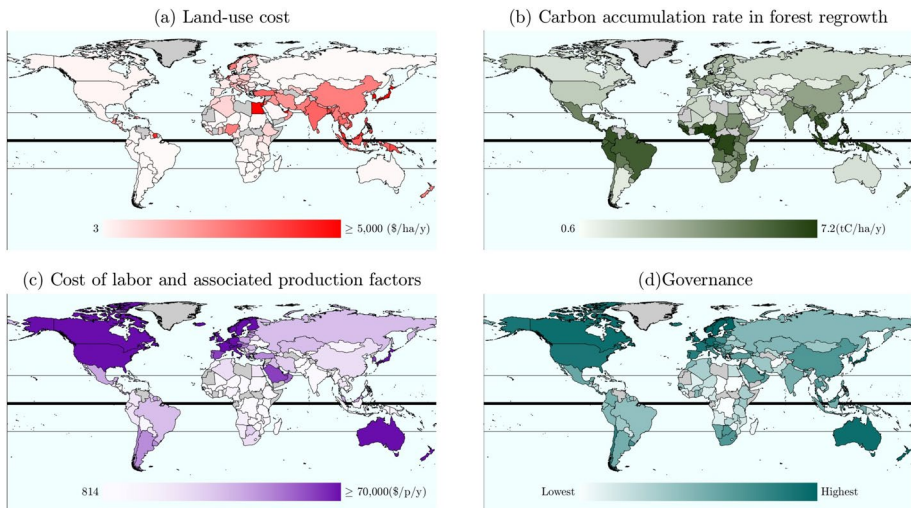 (a) Land-use cost
(b) Carbon accumulation rate in forest regrowth
3 ≥ 5,000 ($/ha/y)
0.6 7.2(tC/ha/y)
(c) Cost of labor and associated production factors
(d)Governance
814 ≥ 70,000($/p/y)
Lowest Highest